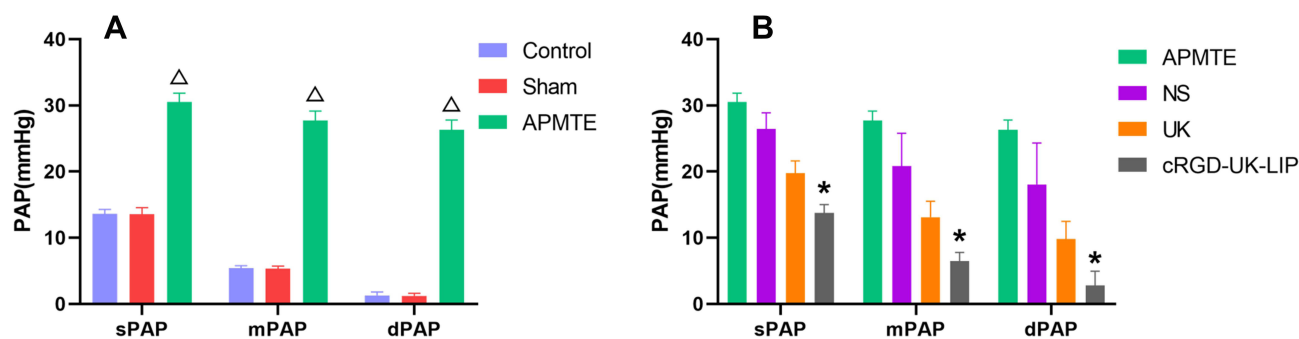 A
PAP(mmHg)
40
30
20
10
0
sPAP
mPAP
dPAP
△
△
△
Control
Sham
APMTE
B
PAP(mmHg)
40
30
20
10
0
sPAP
mPAP
dPAP
*
*
*
APMTE
NS
UK
cRGD-UK-LIP